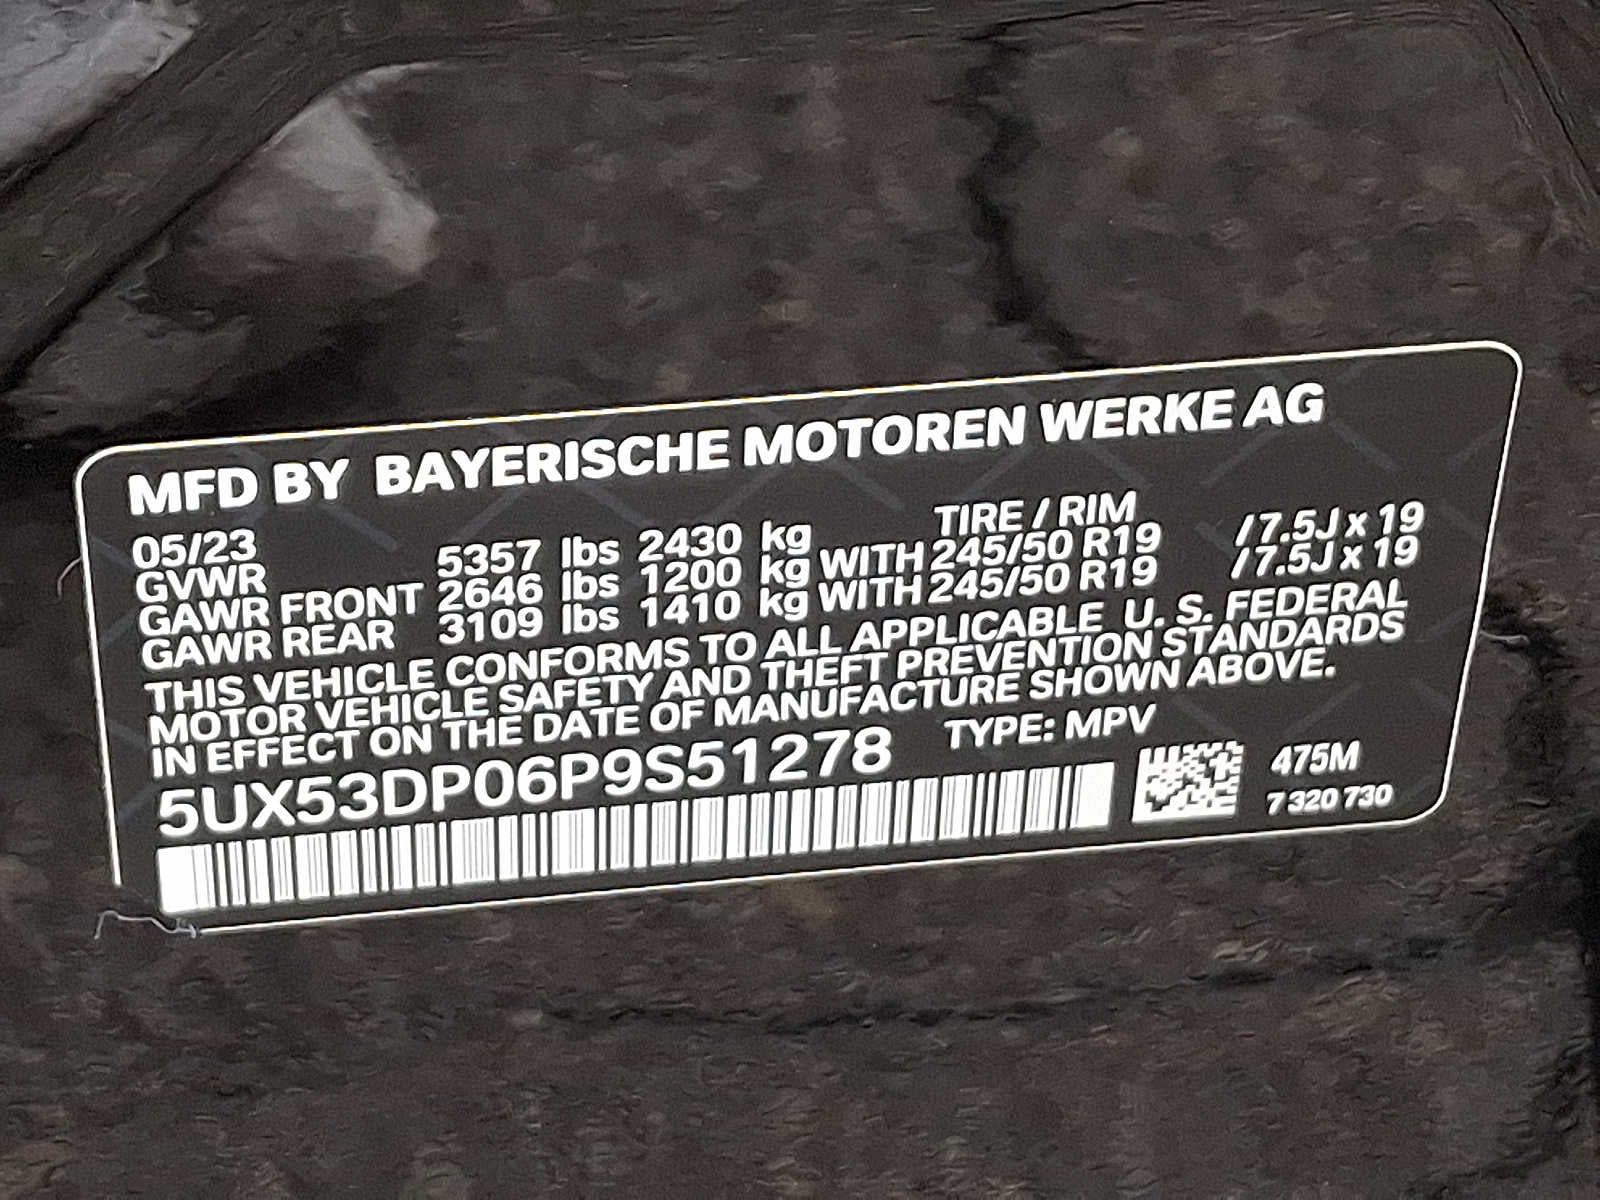 MFD BY BAYERISCHE MOTOREN WERKE AG
05/23 TIRE / RIM
GVWR 5357 lbs 2430 kg
GAWR FRONT 2646 lbs 1200 kg WITH 245/50 R19 / 7.5J x 19
GAWR REAR 3109 lbs 1410 kg WITH 245/50 R19 / 7.5J x 19
THIS VEHICLE CONFORMS TO ALL APPLICABLE U. S. FEDERAL
MOTOR VEHICLE SAFETY AND THEFT PREVENTION STANDARDS
IN EFFECT ON THE DATE OF MANUFACTURE SHOWN ABOVE.
5UX53DP06P9S51278 TYPE: MPV
475M
7 320 730